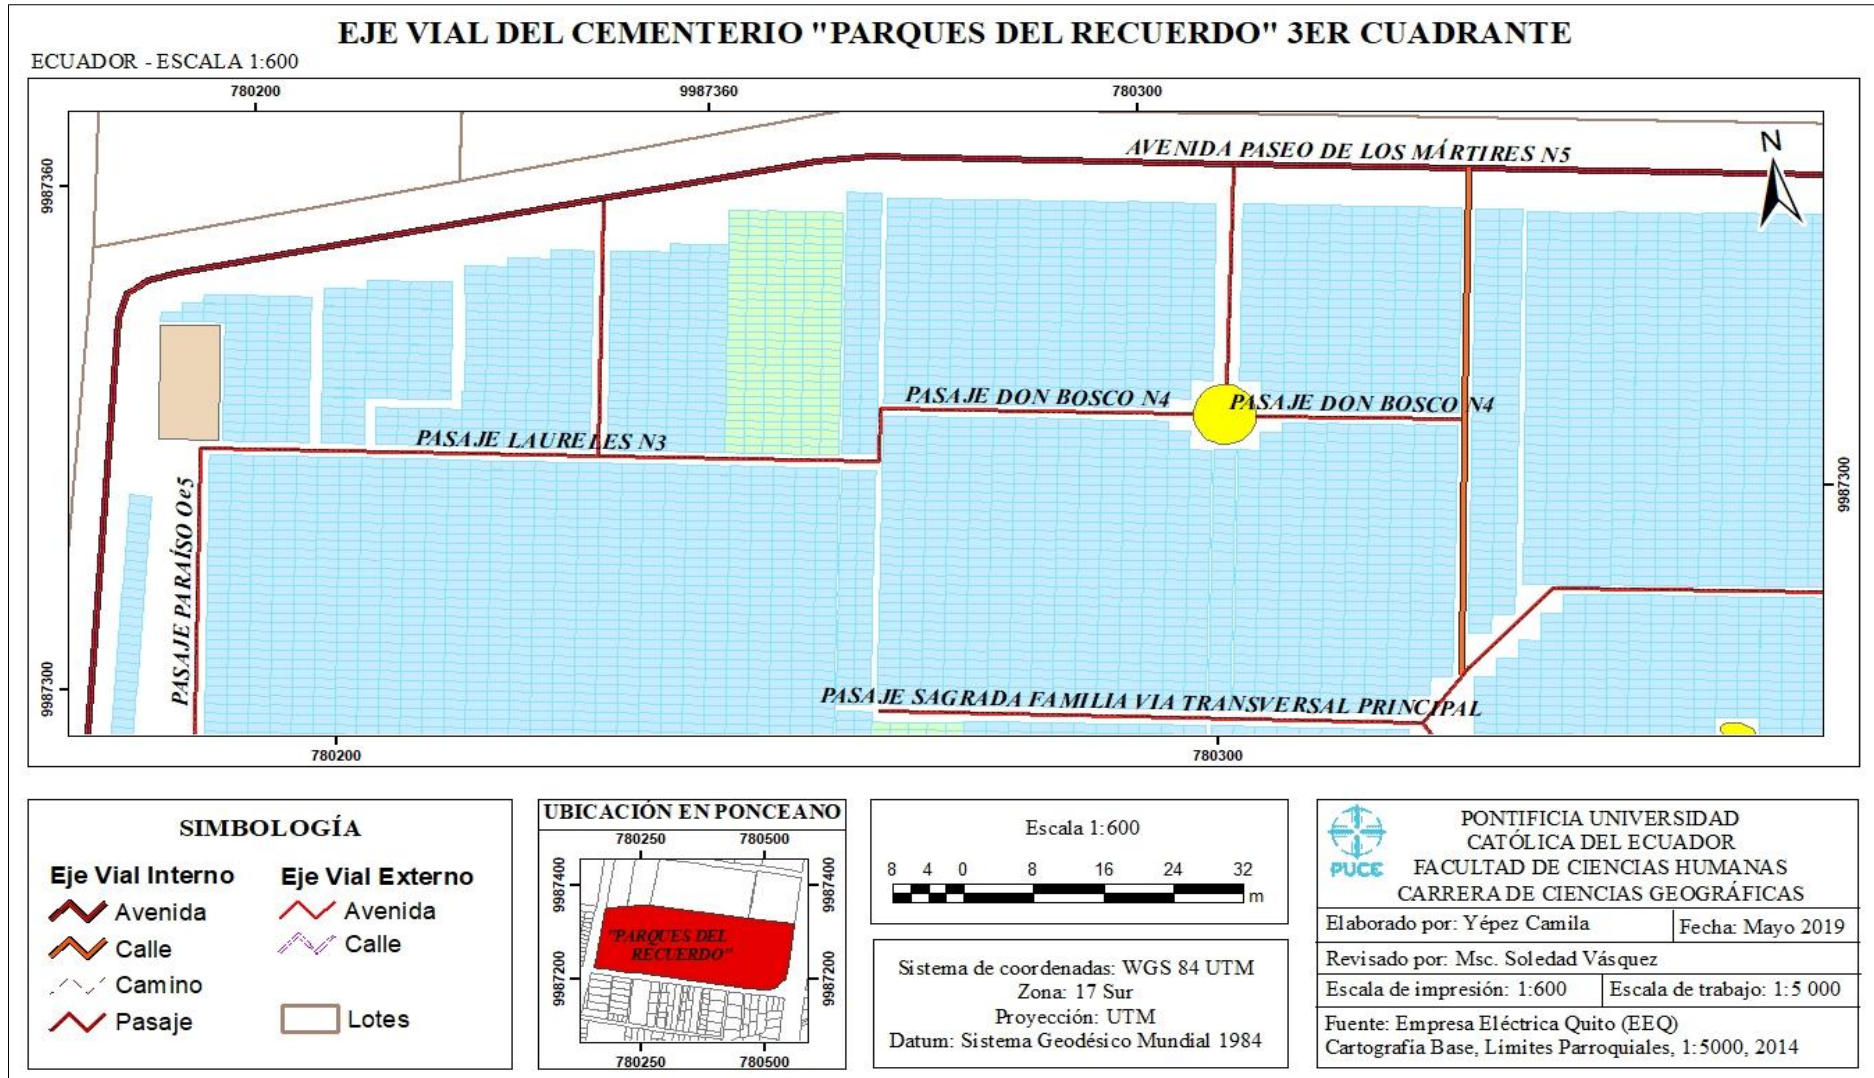 EJE VIAL DEL CEMENTERIO "PARQUES DEL RECUERDO" 3ER CUADRANTE
ECUADOR - ESCALA 1:600
780200
9987360
780300
9987360
AVENIDA PASEO DE LOS MÁRTIRES N5
N
PASAJE DON BOSCO N4
PASAJE DON BOSCO N4
PASAJE LAURELES N3
9987300
PASAJE PARAÍSO Oe5
9987300
PASAJE SAGRADA FAMILIA VIA TRANSVERSAL PRINCIPAL
780200
780300
SIMBOLOGÍA
Eje Vial Interno
Avenida
Calle
Camino
Pasaje
Eje Vial Externo
Avenida
Calle
Lotes
UBICACIÓN EN PONCEANO
780250
780500
9987400
9987400
"PARQUES DEL
RECUERDO"
9987200
9987200
780250
780500
Escala 1:600
8 4 0 8 16 24 32
m
Sistema de coordenadas: WGS 84 UTM
Zona: 17 Sur
Proyección: UTM
Datum: Sistema Geodésico Mundial 1984
PUCE
PONTIFICIA UNIVERSIDAD
CATÓLICA DEL ECUADOR
FACULTAD DE CIENCIAS HUMANAS
CARRERA DE CIENCIAS GEOGRÁFICAS
Elaborado por: Yépez Camila
Fecha: Mayo 2019
Revisado por: Msc. Soledad Vásquez
Escala de impresión: 1:600
Escala de trabajo: 1:5 000
Fuente: Empresa Eléctrica Quito (EEQ)
Cartografía Base, Limites Parroquiales, 1:5000, 2014